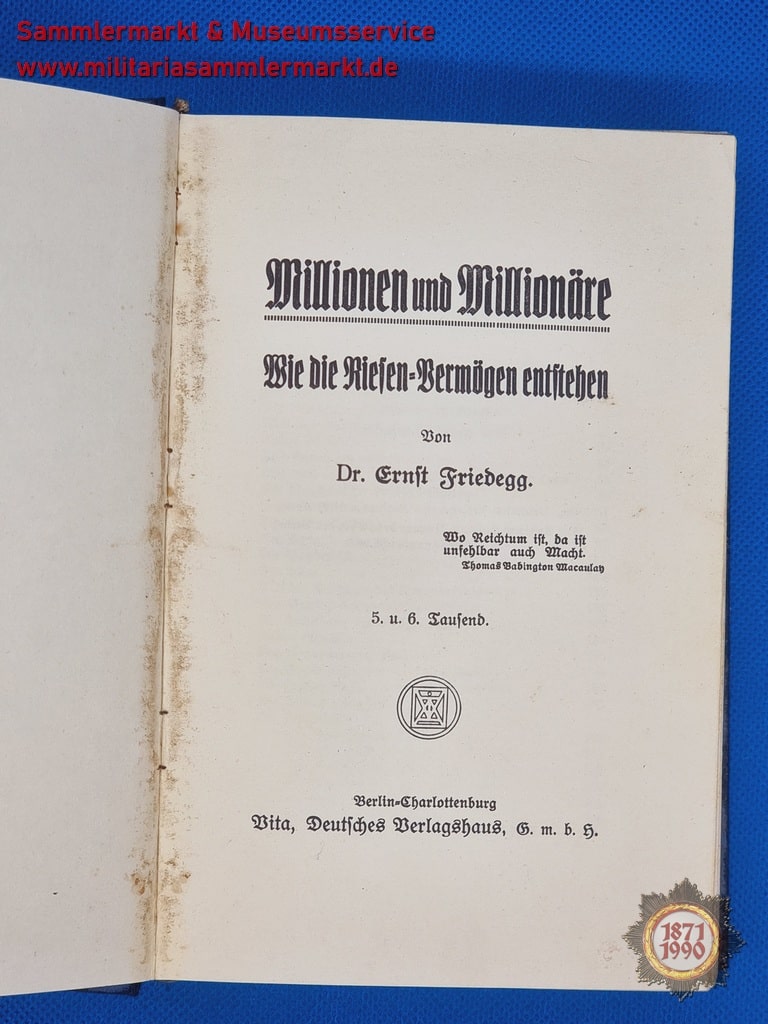 Sammlermarkt & Museumsservice
www.militariasammlermarkt.de
Millionen und Millionäre
Wie die Riesen-Vermögen entstehen
Von
Dr. Ernst Friedegg.
Wo Reichtum ist, da ist
unfehlbar auch Macht.
Thomas Babington Macaulay
5. u. 6. Tausend.
Berlin-Charlottenburg
Vita, Deutsches Verlagshaus, G. m. b. H.
1871
1990